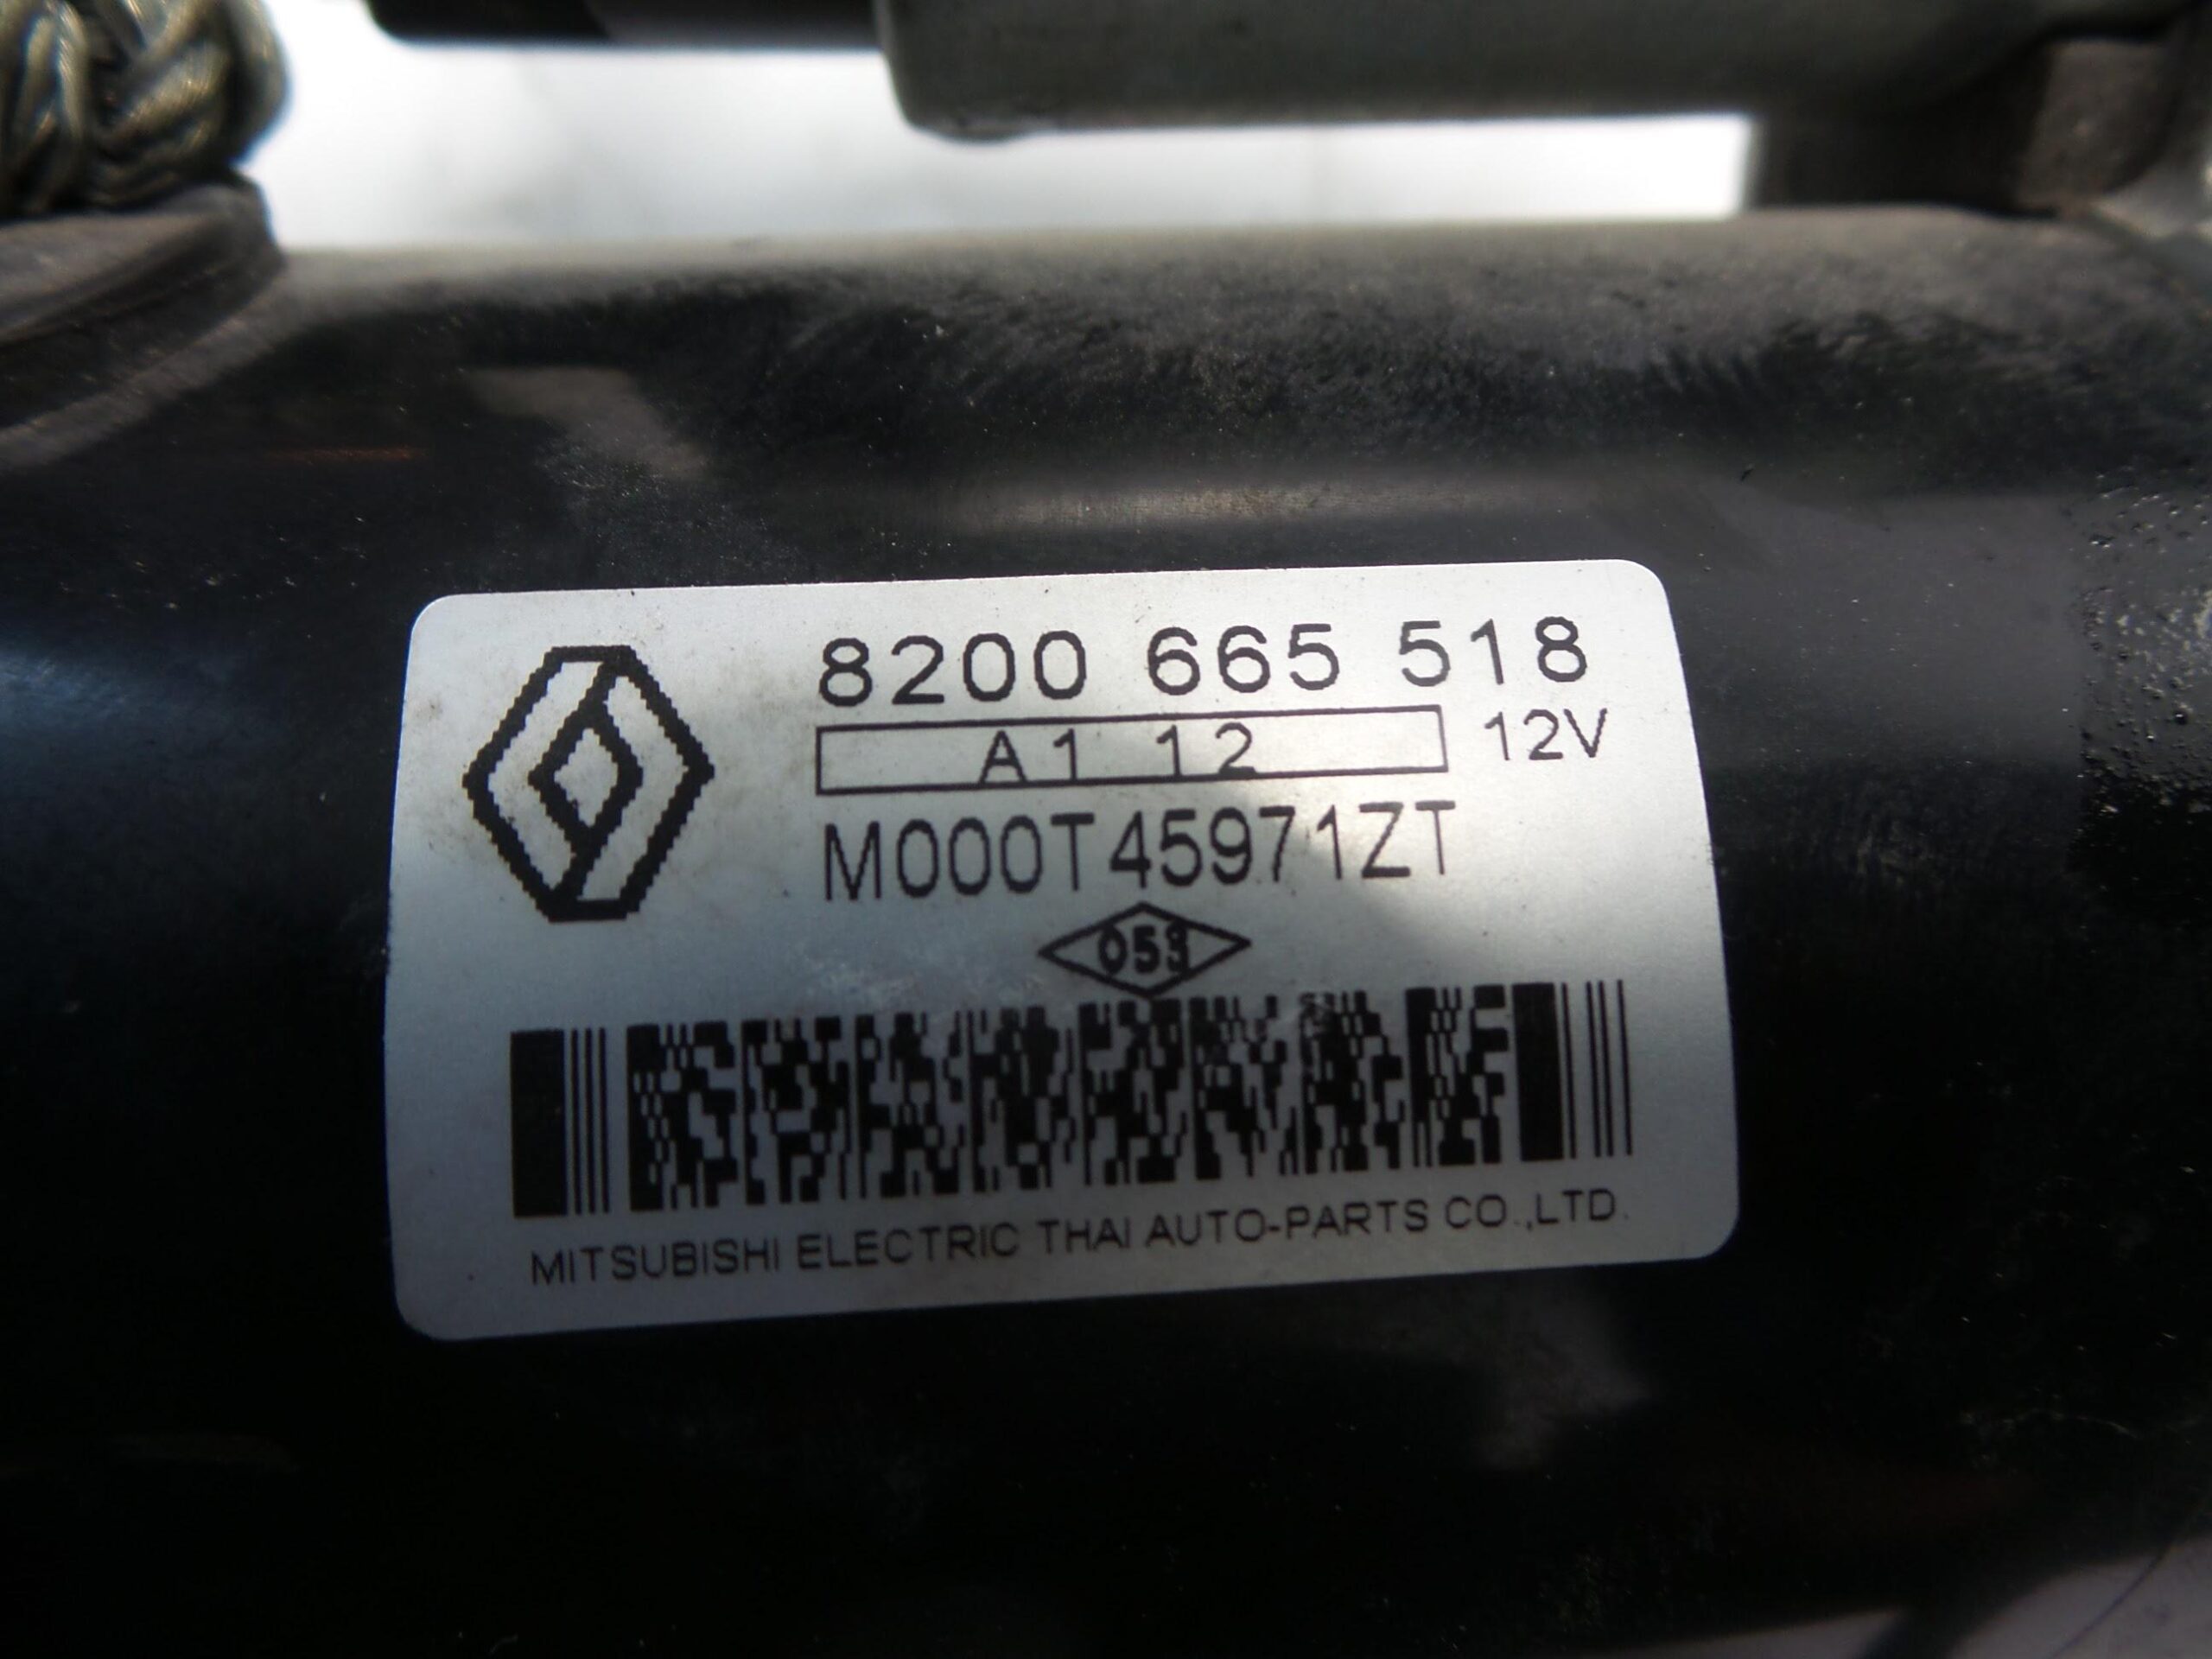 8200 665 518
A1 12 12V
M000T45971ZT
053
MITSUBISHI ELECTRIC THAI AUTO-PARTS CO.,LTD.